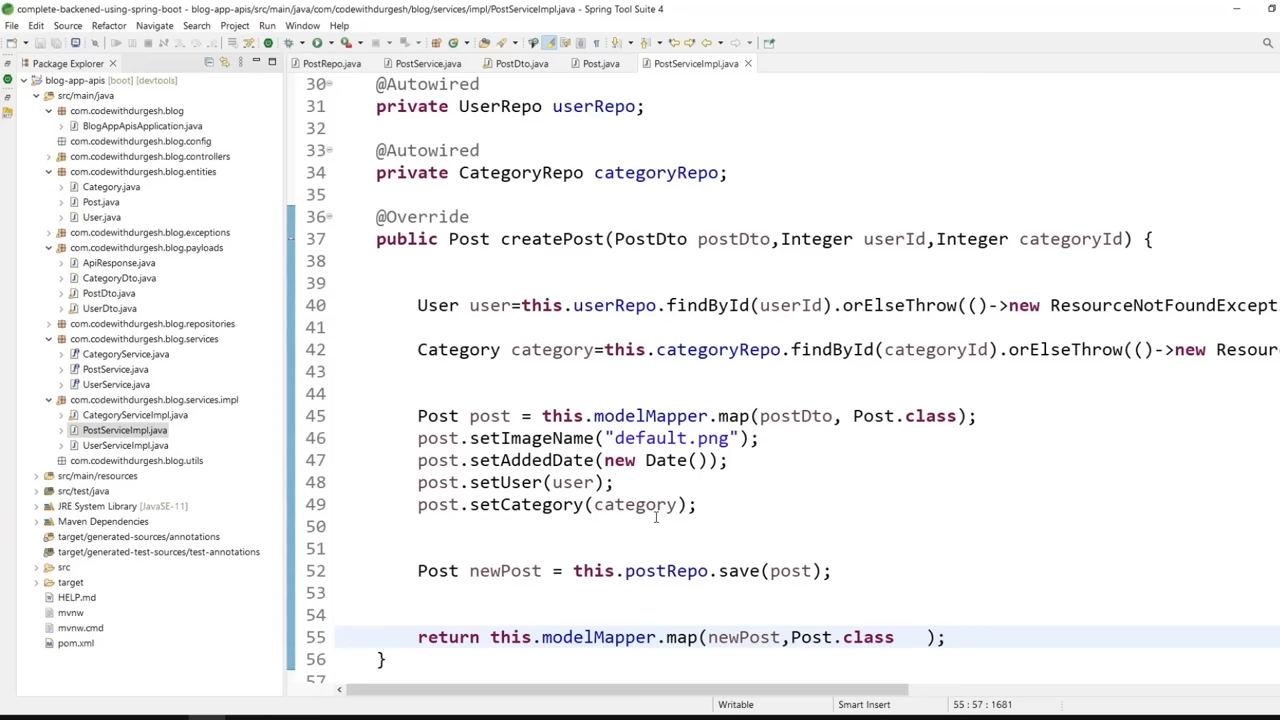 complete-backened-using-spring-boot - blog-app-apis/src/main/java/com/codewithdurgesh/blog/services/impl/PostServiceImpl.java - Spring Tool Suite 4
File Edit Source Refactor Navigate Search Project Run Window Help
Package Explorer
PostRepo.java PostService.java PostDto.java Post.java PostServiceImpl.java
blog-app-apis [boot] [devtools]
src/main/java
com.codewithdurgesh.blog
BlogAppApisApplication.java
com.codewithdurgesh.blog.config
com.codewithdurgesh.blog.controllers
com.codewithdurgesh.blog.entities
Category.java
Post.java
User.java
com.codewithdurgesh.blog.exceptions
com.codewithdurgesh.blog.payloads
ApiResponse.java
CategoryDto.java
PostDto.java
UserDto.java
com.codewithdurgesh.blog.repositories
com.codewithdurgesh.blog.services
CategoryService.java
PostService.java
UserService.java
com.codewithdurgesh.blog.services.impl
CategoryServiceImpl.java
PostServiceImpl.java
UserServiceImpl.java
com.codewithdurgesh.blog.utils
src/main/resources
src/test/java
JRE System Library [JavaSE-11]
Maven Dependencies
target/generated-sources/annotations
target/generated-test-sources/test-annotations
src
target
HELP.md
mvnw
mvnw.cmd
pom.xml
30 @Autowired
31 private UserRepo userRepo;
32
33 @Autowired
34 private CategoryRepo categoryRepo;
35
36 @Override
37 public Post createPost(PostDto postDto,Integer userId,Integer categoryId) {
38
39
40 User user=this.userRepo.findById(userId).orElseThrow(()->new ResourceNotFoundExcept
41
42 Category category=this.categoryRepo.findById(categoryId).orElseThrow(()->new Resour
43
44
45 Post post = this.modelMapper.map(postDto, Post.class);
46 post.setImageName("default.png");
47 post.setAddedDate(new Date());
48 post.setUser(user);
49 post.setCategory(category);
50
51
52 Post newPost = this.postRepo.save(post);
53
54
55 return this.modelMapper.map(newPost,Post.class );
56 }
57
Writable Smart Insert 55 : 57 : 1681